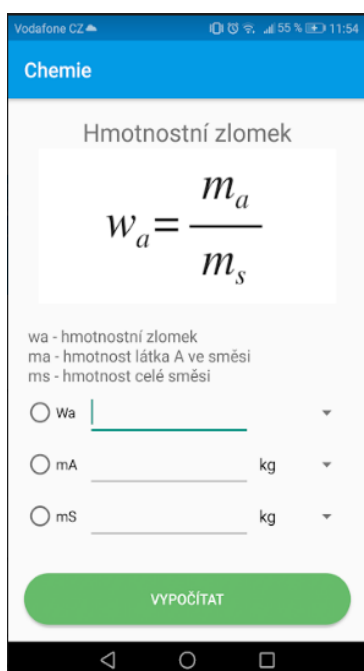 Vodafone CZ 55 % 11:54
Chemie
Hmotnostní zlomek
wₐ = mₐ / mₛ
wa - hmotnostní zlomek
ma - hmotnost látka A ve směsi
ms - hmotnost celé směsi
Wa
mA kg
mS kg
VYPOČÍTAT